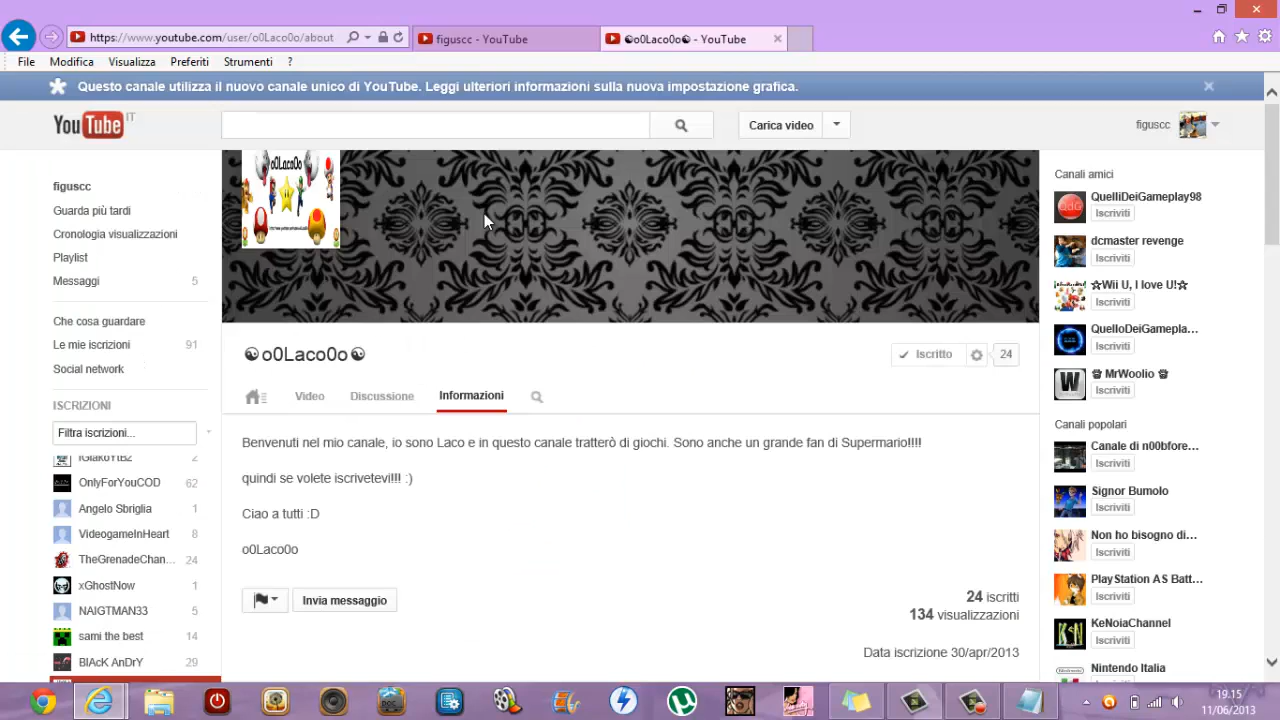 https://www.youtube.com/user/o0Laco0o/about
figuscc - YouTube
☯o0Laco0o☯ - YouTube
File Modifica Visualizza Preferiti Strumenti ?
Questo canale utilizza il nuovo canale unico di YouTube. Leggi ulteriori informazioni sulla nuova impostazione grafica.
YouTube IT
Carica video
figuscc
figuscc
Guarda più tardi
Cronologia visualizzazioni
Playlist
Messaggi 5
Che cosa guardare
Le mie iscrizioni 91
Social network
ISCRIZIONI
Filtra iscrizioni...
2
OnlyForYouCOD 62
Angelo Sbriglia 1
VideogameInHeart 8
TheGrenadeChan... 24
xGhostNow 1
NAIGTMAN33 5
sami the best 14
BlAcK AnDrY 29
o0Laco0o
☯o0Laco0o☯
Iscritto 24
Video Discussione Informazioni
Benvenuti nel mio canale, io sono Laco e in questo canale tratterò di giochi. Sono anche un grande fan di Supermario!!!!
quindi se volete iscrivetevi!!! :)
Ciao a tutti :D
o0Laco0o
Invia messaggio
24 iscritti
134 visualizzazioni
Data iscrizione 30/apr/2013
Canali amici
QuelliDeiGameplay98
Iscriviti
dcmaster revenge
Iscriviti
☆Wii U, I love U!☆
Iscriviti
QuelloDeiGamepla...
Iscriviti
♕ MrWoolio ♕
Iscriviti
Canali popolari
Canale di n00bfore...
Iscriviti
Signor Bumolo
Iscriviti
Non ho bisogno di...
Iscriviti
PlayStation AS Batt...
Iscriviti
KeNoiaChannel
Iscriviti
Nintendo Italia
19.15
11/06/2013